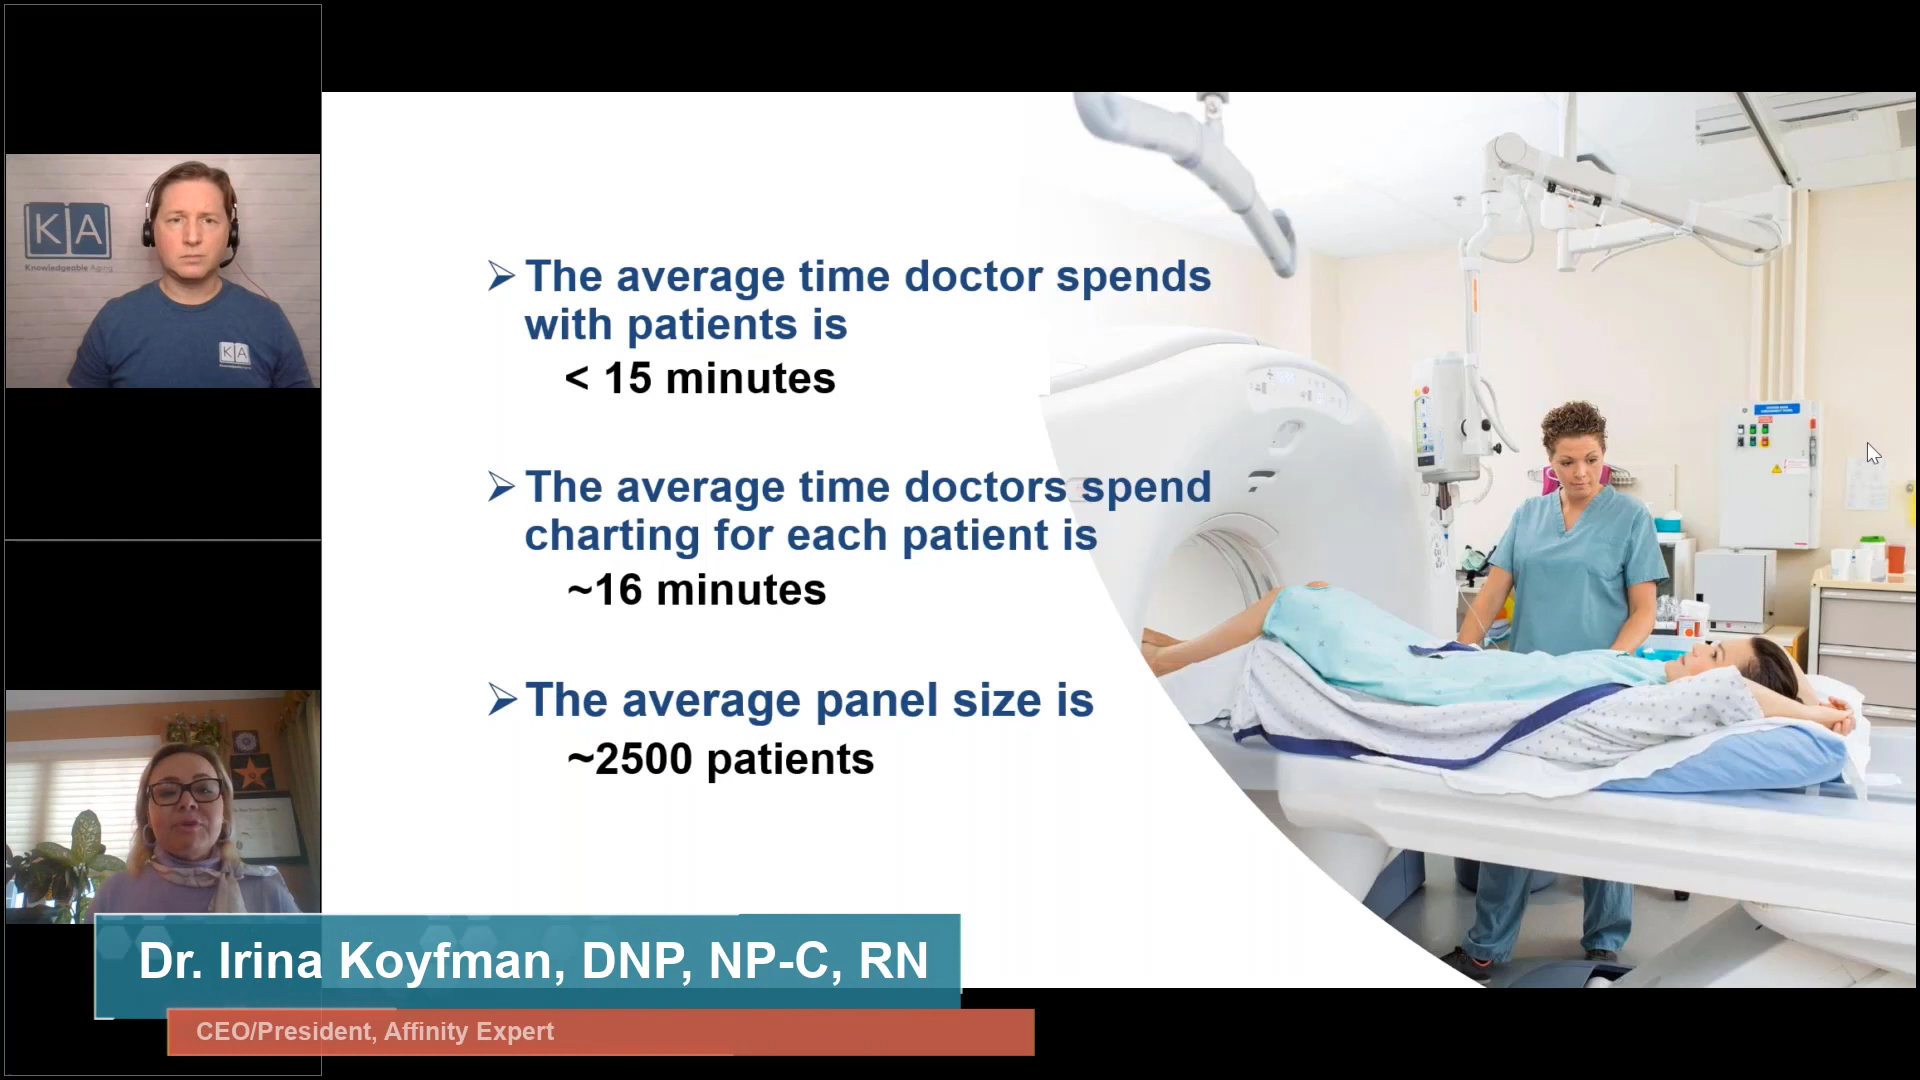 KA
Knowledgeable Aging
KA
The average time doctor spends
with patients is
< 15 minutes
The average time doctors spend
charting for each patient is
~16 minutes
The average panel size is
~2500 patients
Dr. Irina Koyfman, DNP, NP-C, RN
CEO/President, Affinity Expert